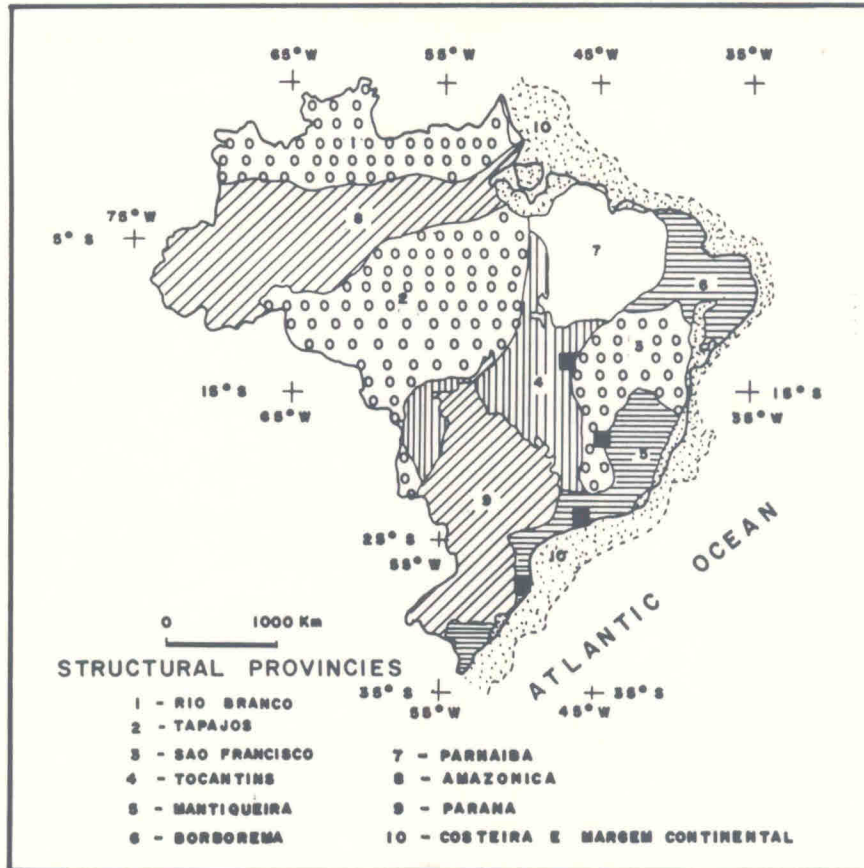 65° W 55° W 45° W 35° W
10
1
75° W
8
5° S
7
6
2
3
15° S
4
15° S
65° W
35° W
5
9
25° S
55° W
10
ATLANTIC OCEAN
0 1000 Km
STRUCTURAL PROVINCIES
35° S
35° S
55° W
45° W
1 - RIO BRANCO
2 - TAPAJOS
3 - SAO FRANCISCO
4 - TOCANTINS
5 - MANTIQUEIRA
6 - BORBOREMA
7 - PARNAIBA
8 - AMAZONICA
9 - PARANA
10 - COSTEIRA E MARGEM CONTINENTAL